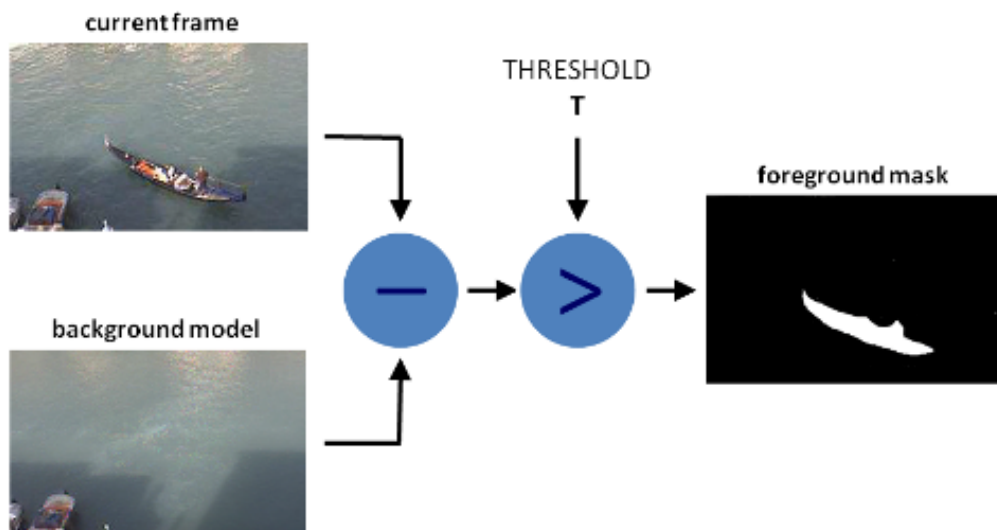 current frame
THRESHOLD
T
foreground mask
background model